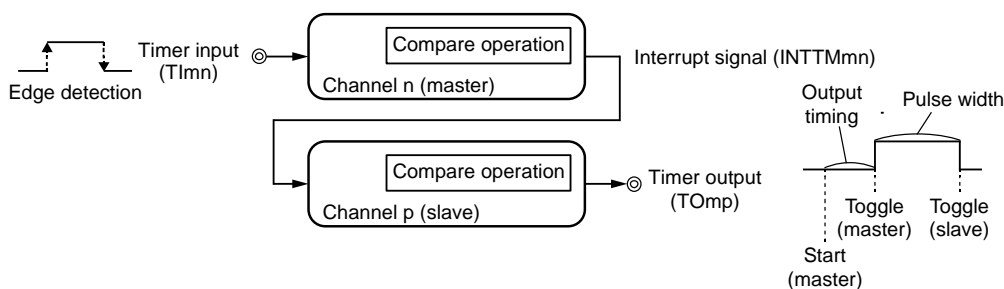 Edge detection
Timer input
(TImn)
Compare operation
Channel n (master)
Interrupt signal (INTTMmn)
Compare operation
Channel p (slave)
Timer output
(TOmp)
Output
timing
Pulse width
Toggle
(master)
Toggle
(slave)
Start
(master)